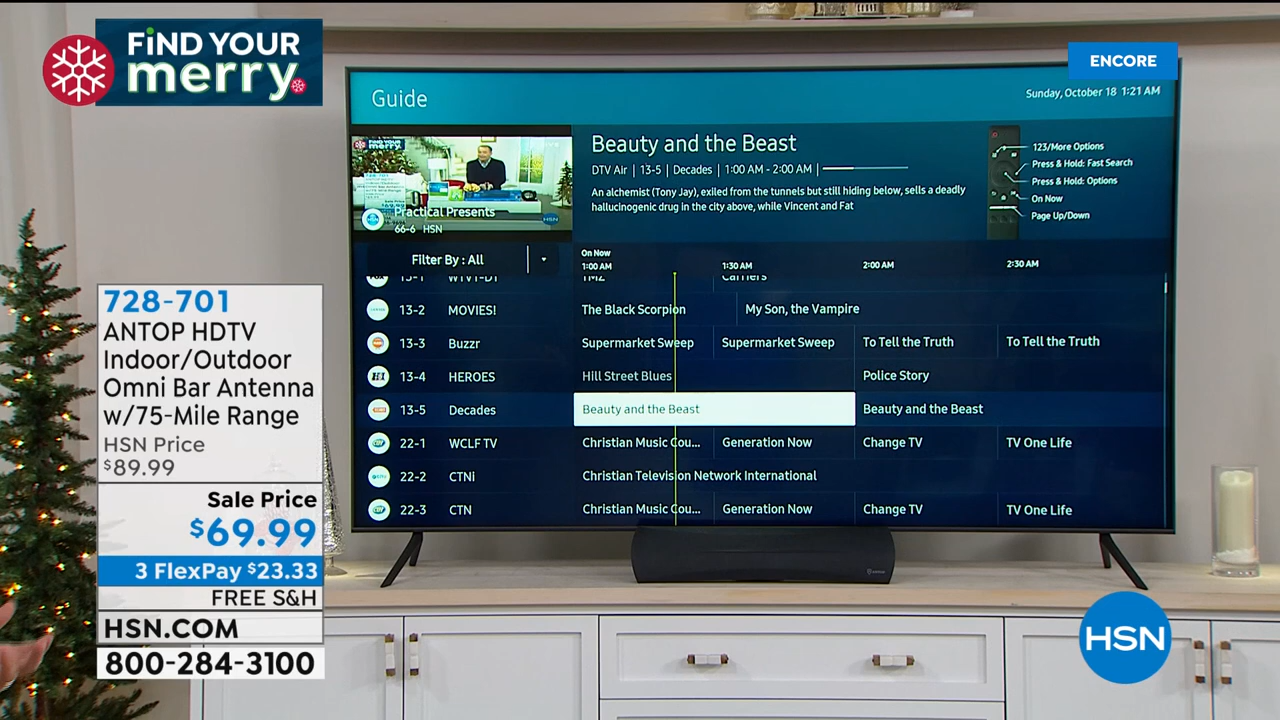 FiND YOUR
merry.
ENCORE
Guide
Sunday, October 18 1:21 AM
Beauty and the Beast
DTV Air | 13-5 | Decades | 1:00 AM - 2:00 AM |
An alchemist (Tony Jay), exiled from the tunnels but still hiding below, sells a deadly
hallucinogenic drug in the city above, while Vincent and Fat
123/More Options
Press & Hold: Fast Search
Press & Hold: Options
On Now
Page Up/Down
FIND YOUR
merry.
Practical Presents
66-6 HSN
HSN
Filter By : All
On Now
1:00 AM 1:30 AM 2:00 AM 2:30 AM
13-1 WTVT-DT TMZ Carriers
13-2 MOVIES! The Black Scorpion My Son, the Vampire
13-3 Buzzr Supermarket Sweep Supermarket Sweep To Tell the Truth To Tell the Truth
13-4 HEROES Hill Street Blues Police Story
13-5 Decades Beauty and the Beast Beauty and the Beast
22-1 WCLF TV Christian Music Cou... Generation Now Change TV TV One Life
22-2 CTNi Christian Television Network International
22-3 CTN Christian Music Cou... Generation Now Change TV TV One Life
728-701
ANTOP HDTV
Indoor/Outdoor
Omni Bar Antenna
w/75-Mile Range
HSN Price
$89.99
Sale Price
$69.99
3 FlexPay $23.33
FREE S&H
HSN.COM
800-284-3100
HSN